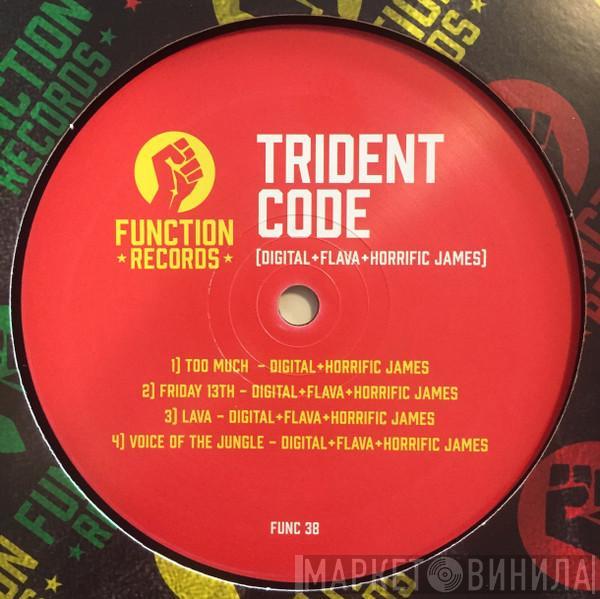 TRIDENT
CODE
[DIGITAL+FLAVA+HORRIFIC JAMES]
FUNCTION
★ RECORDS ★
1] TOO MUCH – DIGITAL+HORRIFIC JAMES
2] FRIDAY 13TH – DIGITAL+FLAVA+HORRIFIC JAMES
3] LAVA – DIGITAL+FLAVA+HORRIFIC JAMES
4] VOICE OF THE JUNGLE – DIGITAL+FLAVA+HORRIFIC JAMES
FUNC 38
МАРКЕТ ВИНИЛА